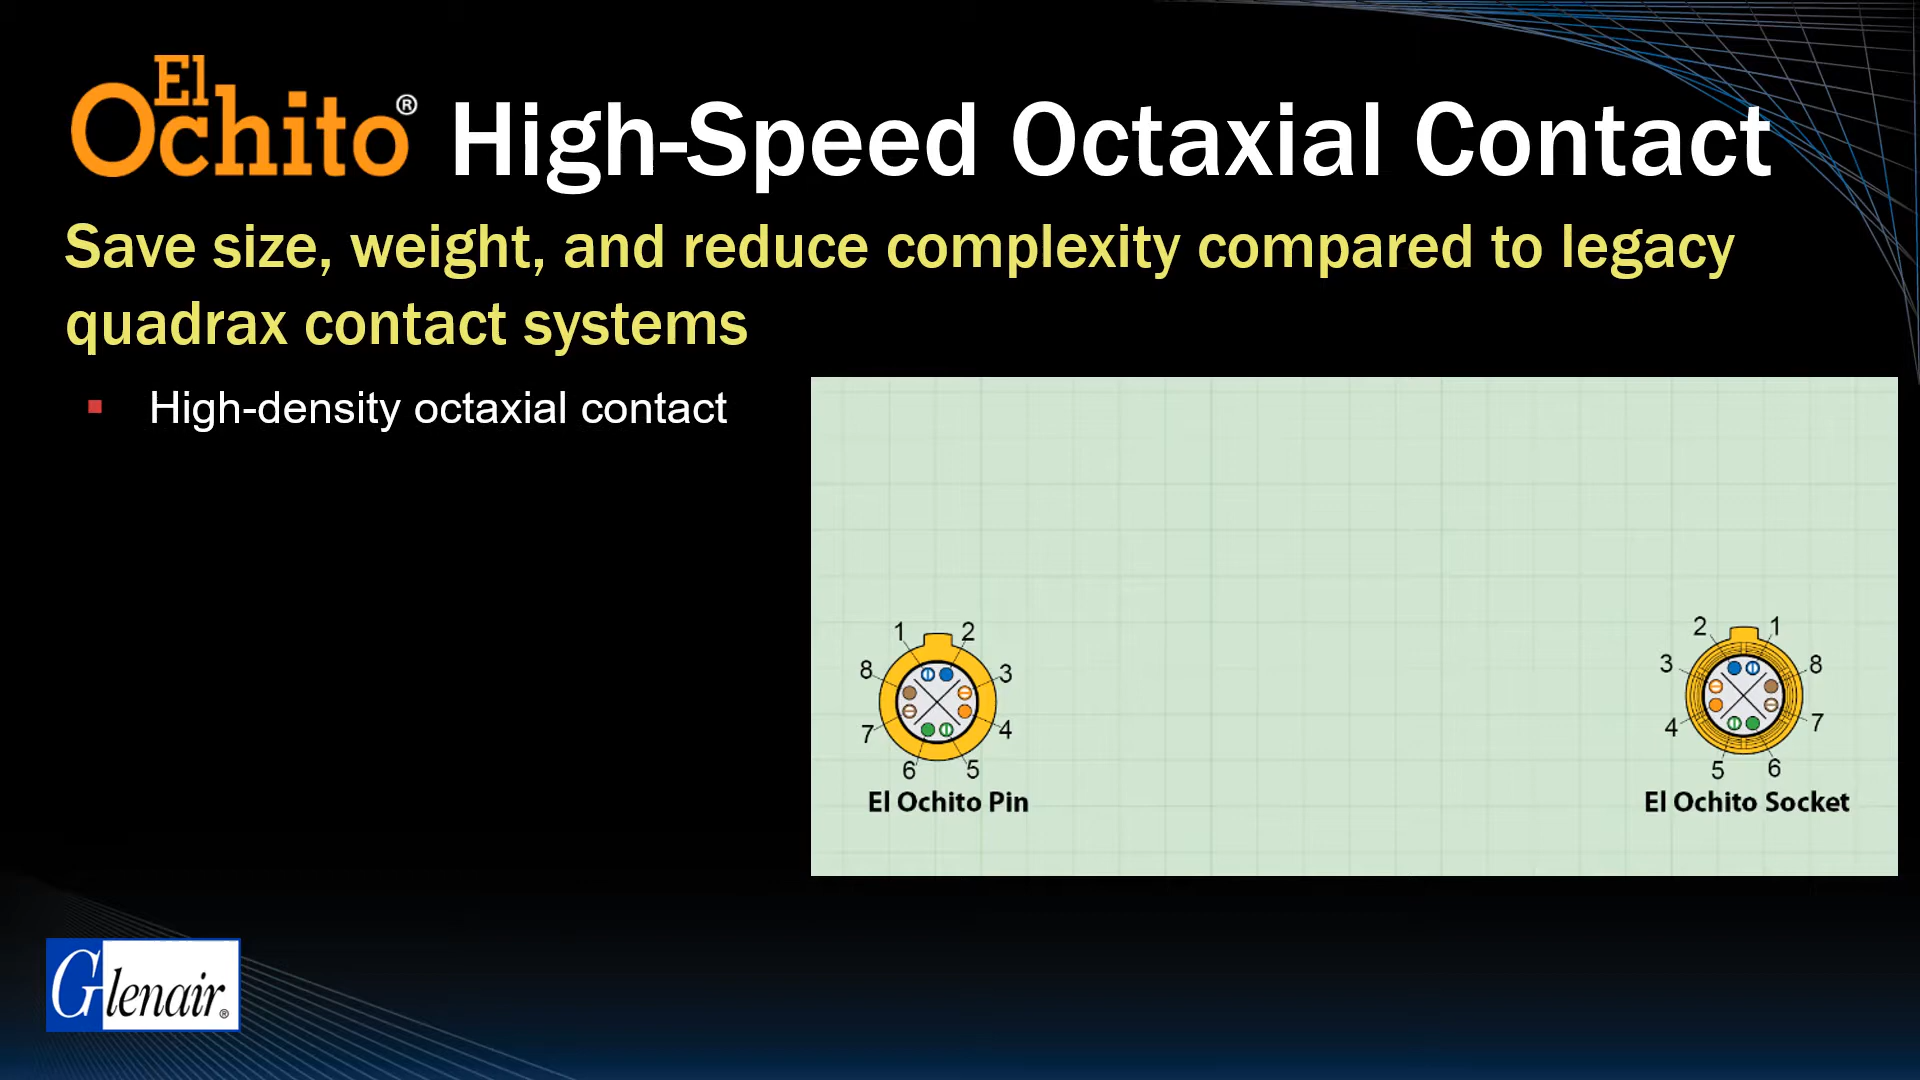 El
Ochito® High-Speed Octaxial Contact
Save size, weight, and reduce complexity compared to legacy
quadrax contact systems
▪ High-density octaxial contact
1 2
8 3
7 4
6 5
El Ochito Pin
2 1
3 8
4 7
5 6
El Ochito Socket
Glenair®